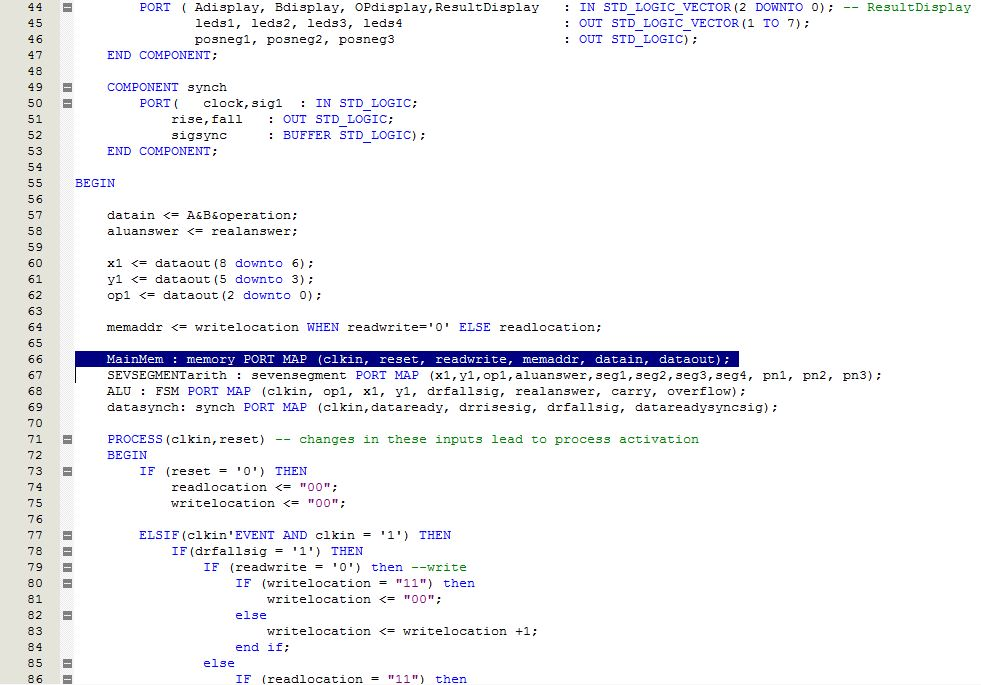 44 PORT ( Adisplay, Bdisplay, OPdisplay,ResultDisplay : IN STD_LOGIC_VECTOR(2 DOWNTO 0); -- ResultDisplay
45 leds1, leds2, leds3, leds4 : OUT STD_LOGIC_VECTOR(1 TO 7);
46 posneg1, posneg2, posneg3 : OUT STD_LOGIC);
47 END COMPONENT;
48
49 COMPONENT synch
50 PORT( clock,sig1 : IN STD_LOGIC;
51 rise,fall : OUT STD_LOGIC;
52 sigsync : BUFFER STD_LOGIC);
53 END COMPONENT;
54
55 BEGIN
56
57 datain <= A&B&operation;
58 aluanswer <= realanswer;
59
60 x1 <= dataout(8 downto 6);
61 y1 <= dataout(5 downto 3);
62 op1 <= dataout(2 downto 0);
63
64 memaddr <= writelocation WHEN readwrite='0' ELSE readlocation;
65
66 MainMem : memory PORT MAP (clkin, reset, readwrite, memaddr, datain, dataout);
67 SEVSEGMENTarith : sevensegment PORT MAP (x1,y1,op1,aluanswer,seg1,seg2,seg3,seg4, pn1, pn2, pn3);
68 ALU : FSM PORT MAP (clkin, op1, x1, y1, drfallsig, realanswer, carry, overflow);
69 datasynch: synch PORT MAP (clkin,dataready, drrisesig, drfallsig, datareadysyncsig);
70
71 PROCESS(clkin,reset) -- changes in these inputs lead to process activation
72 BEGIN
73 IF (reset = '0') THEN
74 readlocation <= "00";
75 writelocation <= "00";
76
77 ELSIF(clkin'EVENT AND clkin = '1') THEN
78 IF(drfallsig = '1') THEN
79 IF (readwrite = '0') then --write
80 IF (writelocation = "11") then
81 writelocation <= "00";
82 else
83 writelocation <= writelocation +1;
84 end if;
85 else
86 IF (readlocation = "11") then